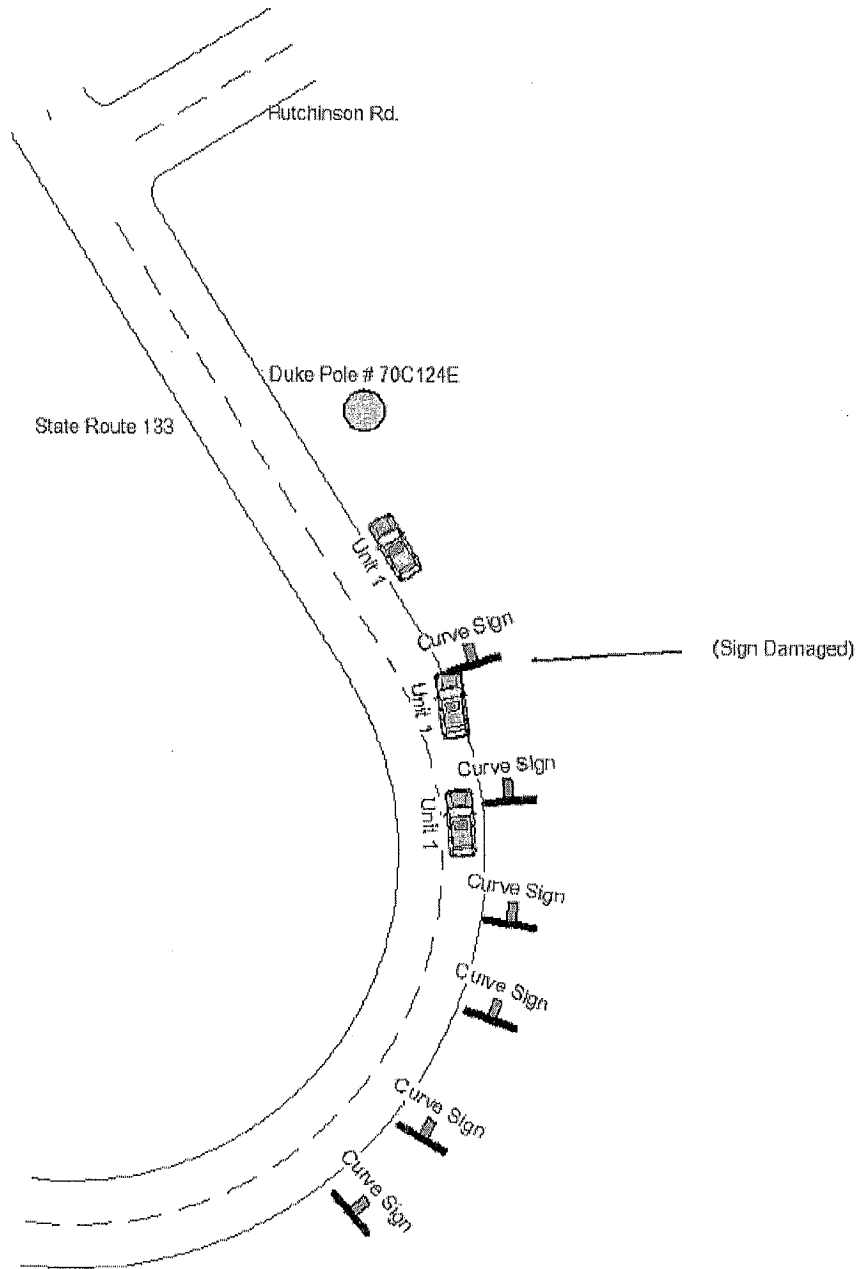 Hutchinson Rd.
Duke Pole # 70C124E
State Route 133
Unit 1
Curve Sign
(Sign Damaged)
Unit 1
Curve Sign
Unit 1
Curve Sign
Curve Sign
Curve Sign
Curve Sign